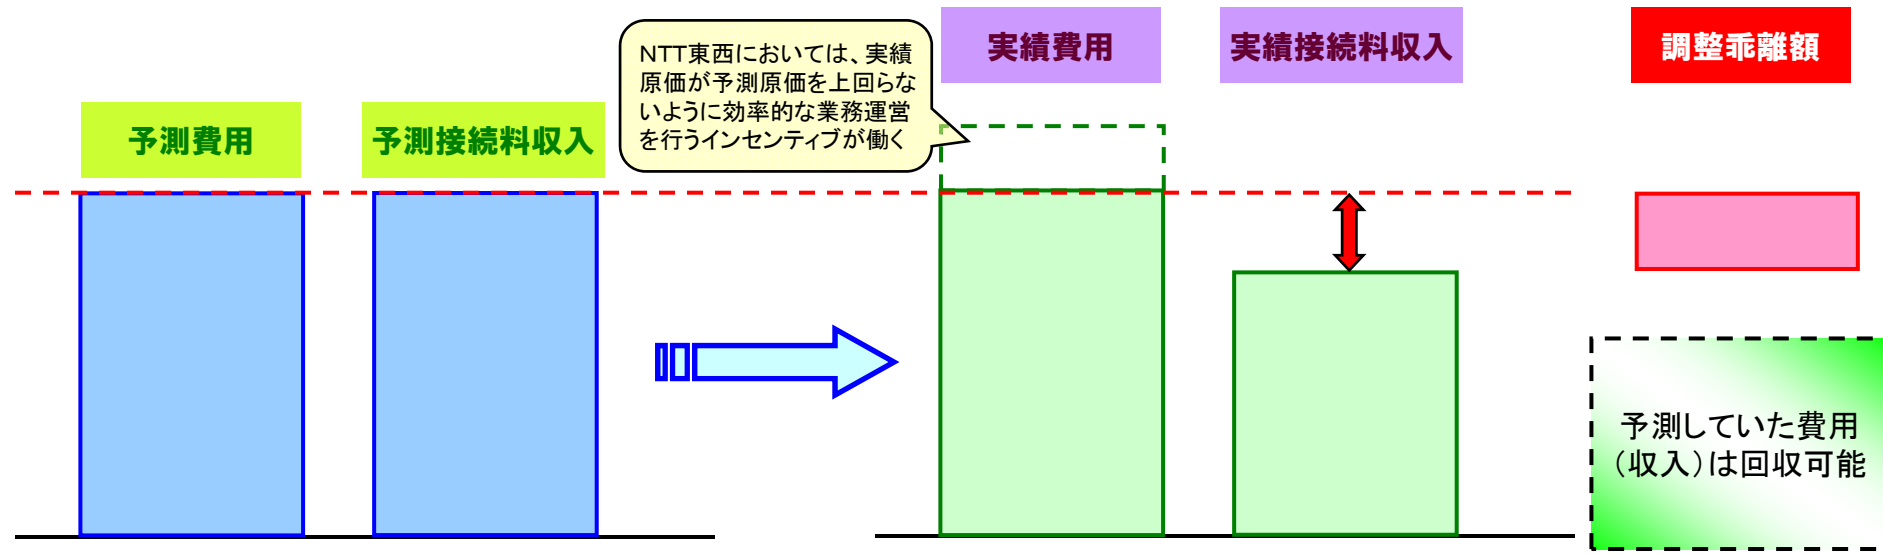 予測費用
予測接続料収入
NTT東西においては、実績
原価が予測原価を上回らな
いように効率的な業務運営
を行うインセンティブが働く
実績費用
実績接続料収入
調整乖離額
予測していた費用
(収入)は回収可能